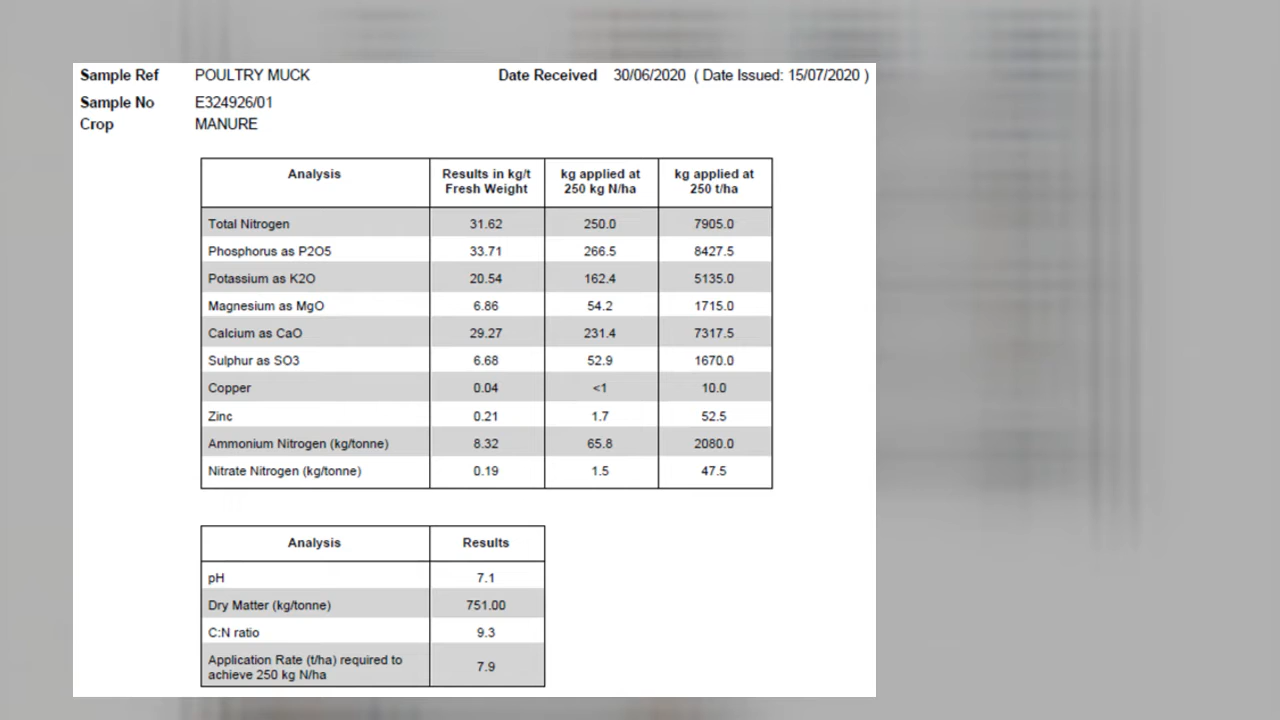 Sample Ref POULTRY MUCK Date Received 30/06/2020 ( Date Issued: 15/07/2020 )
Sample No E324926/01
Crop MANURE
Analysis Results in kg/t Fresh Weight kg applied at 250 kg N/ha kg applied at 250 t/ha
Total Nitrogen 31.62 250.0 7905.0
Phosphorus as P2O5 33.71 266.5 8427.5
Potassium as K2O 20.54 162.4 5135.0
Magnesium as MgO 6.86 54.2 1715.0
Calcium as CaO 29.27 231.4 7317.5
Sulphur as SO3 6.68 52.9 1670.0
Copper 0.04 <1 10.0
Zinc 0.21 1.7 52.5
Ammonium Nitrogen (kg/tonne) 8.32 65.8 2080.0
Nitrate Nitrogen (kg/tonne) 0.19 1.5 47.5
Analysis Results
pH 7.1
Dry Matter (kg/tonne) 751.00
C:N ratio 9.3
Application Rate (t/ha) required to
achieve 250 kg N/ha 7.9